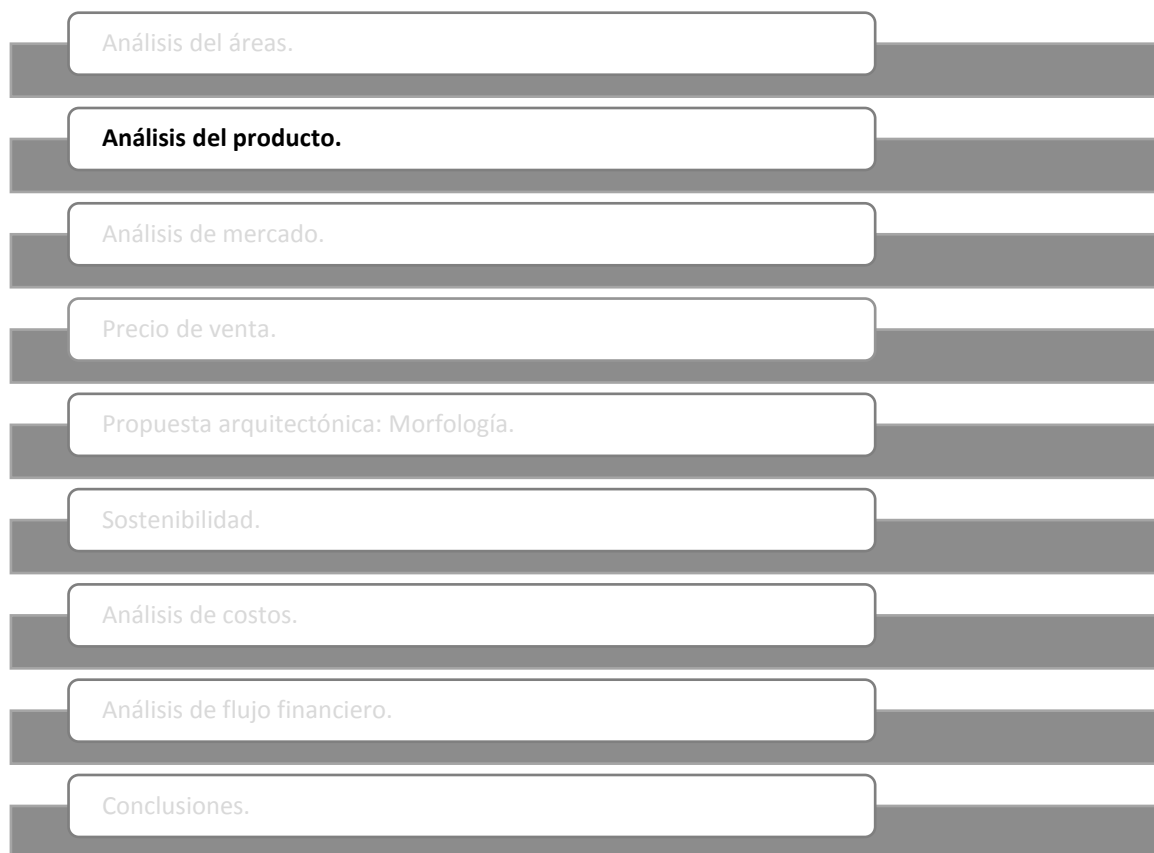 Análisis del áreas.
Análisis del producto.
Análisis de mercado.
Precio de venta.
Propuesta arquitectónica: Morfología.
Sostenibilidad.
Análisis de costos.
Análisis de flujo financiero.
Conclusiones.